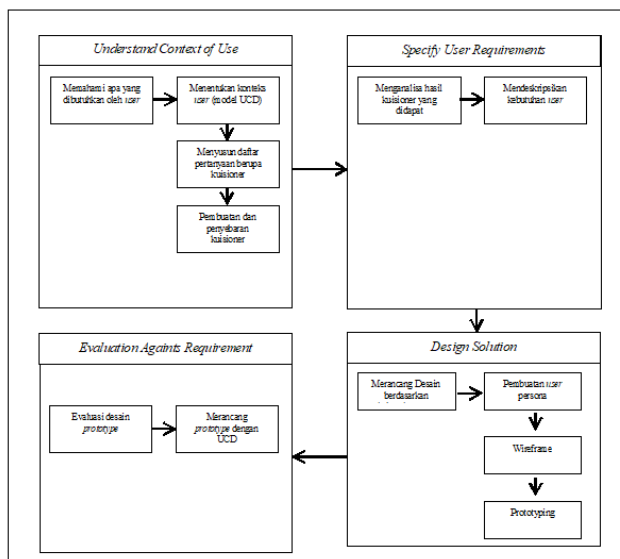 Understand Context of Use
Memahami apa yang
dibutuhkan oleh user
Menentukan konteks
user (model UCD)
Menyusun daftar
pertanyaan berupa
kuisioner
Pembuatan dan
penyebaran
kuisioner
Specify User Requirements
Menganalisa hasil
kuisioner yang
didapat
Mendeskripsikan
kebutuhan user
Design Solution
Merancang Desain
berdasarkan
Pembuatan user
persona
Wireframe
Prototyping
Evaluation Againts Requirement
Evaluasi desain
prototype
Merancang
prototype dengan
UCD